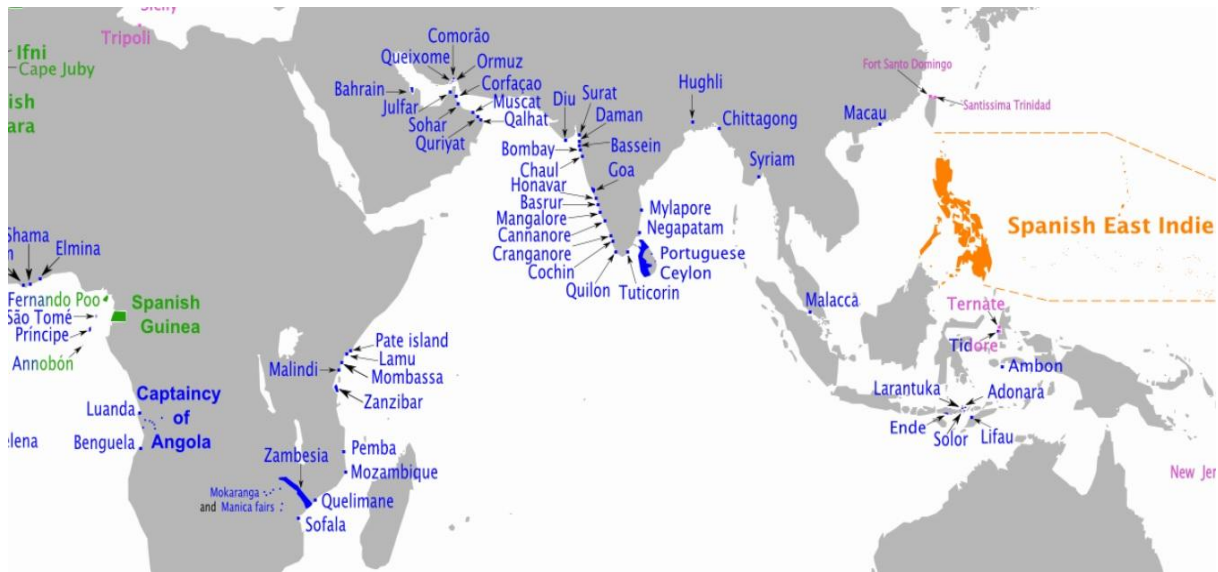 Sicily
Tripoli
Ifni
Cape Juby
ish
ara
Comorão
Queixome
Ormuz
Bahrain
Corfaçao
Julfar
Muscat
Sohar
Qalhat
Quriyat
Diu
Surat
Daman
Bombay
Bassein
Chaul
Goa
Honavar
Basrur
Mangalore
Cannanore
Cranganore
Cochin
Quilon
Tuticorin
Mylapore
Negapatam
Portuguese
Ceylon
Hughli
Chittagong
Syriam
Macau
Fort Santo Domingo
Santissima Trinidad
Spanish East Indie
Malacca
Ternate
Tidore
Ambon
Larantuka
Adonara
Ende
Solor
Lifau
New Jer
Shama
n
Elmina
Fernando Poo
Spanish
Guinea
São Tomé
Príncipe
Annobón
Captaincy
of
Angola
Luanda
Benguela
elena
Pate island
Lamu
Malindi
Mombassa
Zanzibar
Pemba
Zambesia
Mozambique
Mokaranga
and Manica fairs
Quelimane
Sofala